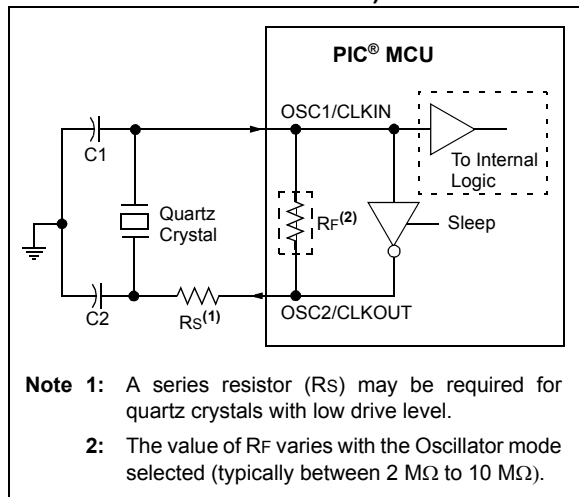 PIC® MCU
OSC1/CLKIN
C1
To Internal
Logic
Quartz
Crystal
RF(2)
Sleep
C2
RS(1)
OSC2/CLKOUT
Note 1: A series resistor (RS) may be required for
quartz crystals with low drive level.
2: The value of RF varies with the Oscillator mode
selected (typically between 2 MΩ to 10 MΩ).